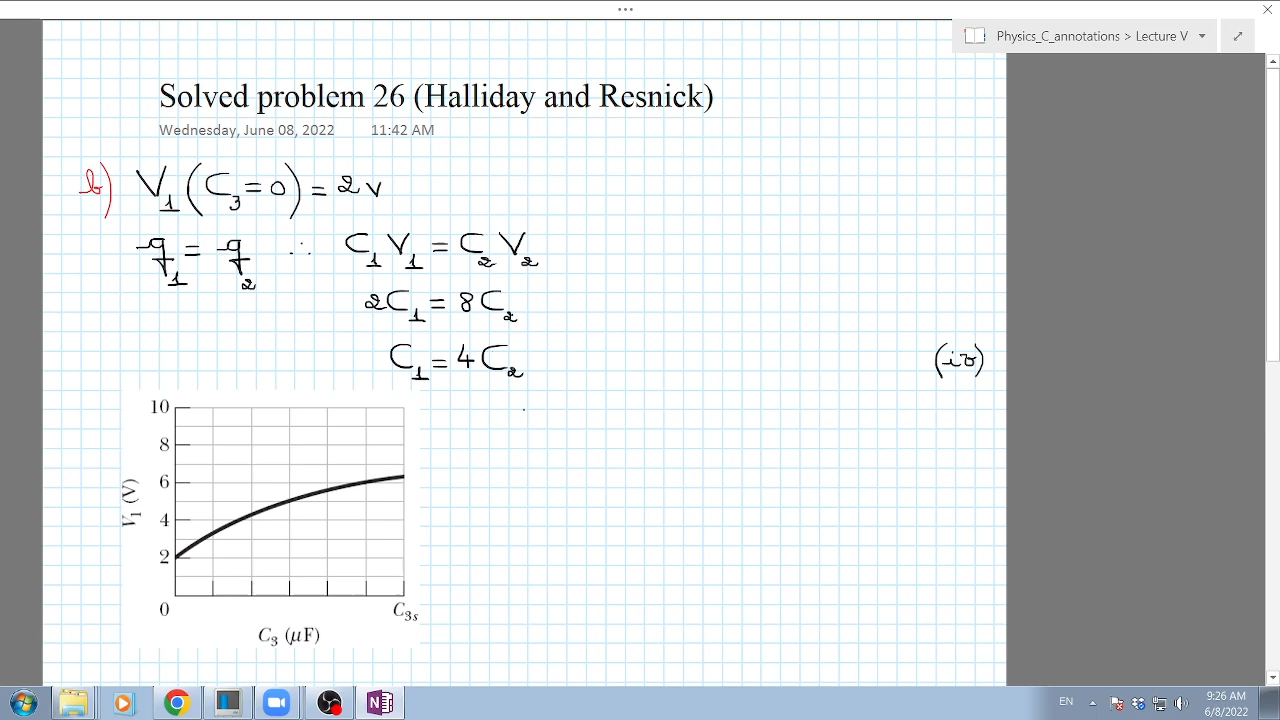 Physics_C_annotations > Lecture V
Solved problem 26 (Halliday and Resnick)
Wednesday, June 08, 2022 11:42 AM
b) V₁(C₃=0) = 2v
q₁ = q₂ ∴ C₁V₁ = C₂V₂
2C₁ = 8C₂
C₁ = 4C₂ (iv)
10
8
6
4
2
0
V₁ (V)
C₃ₛ
C₃ (μF)
EN
9:26 AM
6/8/2022